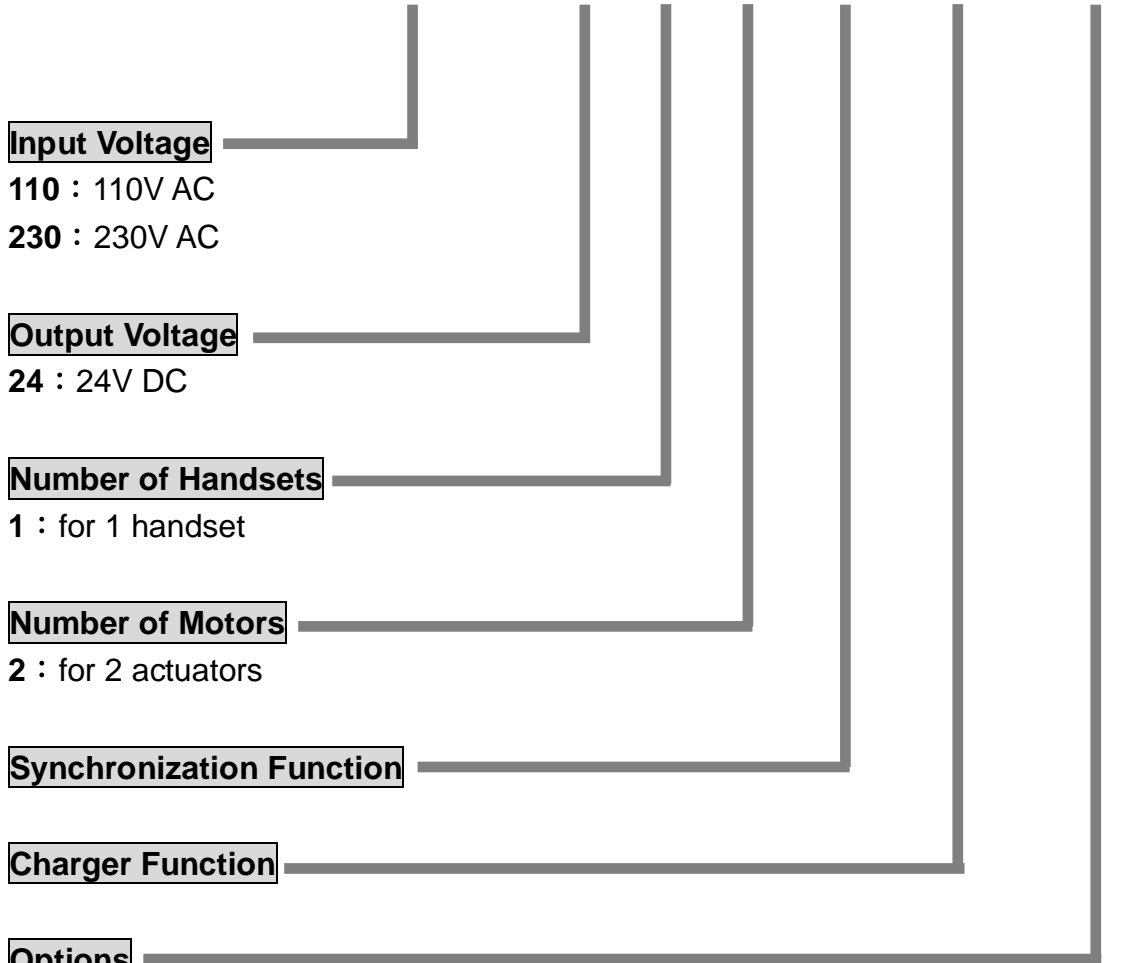 Input Voltage
110：110V AC
230：230V AC
Output Voltage
24：24V DC
Number of Handsets
1：for 1 handset
Number of Motors
2：for 2 actuators
Synchronization Function
Charger Function
Options